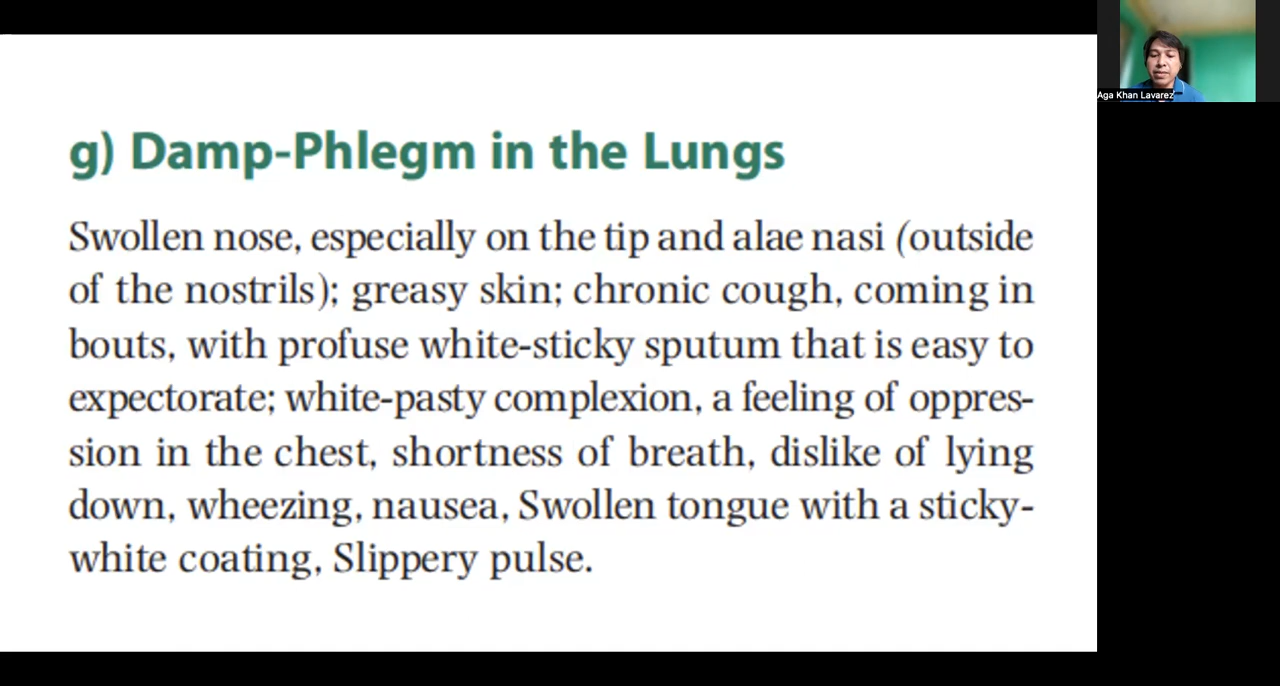 g) Damp-Phlegm in the Lungs
Swollen nose, especially on the tip and alae nasi (outside
of the nostrils); greasy skin; chronic cough, coming in
bouts, with profuse white-sticky sputum that is easy to
expectorate; white-pasty complexion, a feeling of oppres-
sion in the chest, shortness of breath, dislike of lying
down, wheezing, nausea, Swollen tongue with a sticky-
white coating, Slippery pulse.
Aga Khan Lavarez